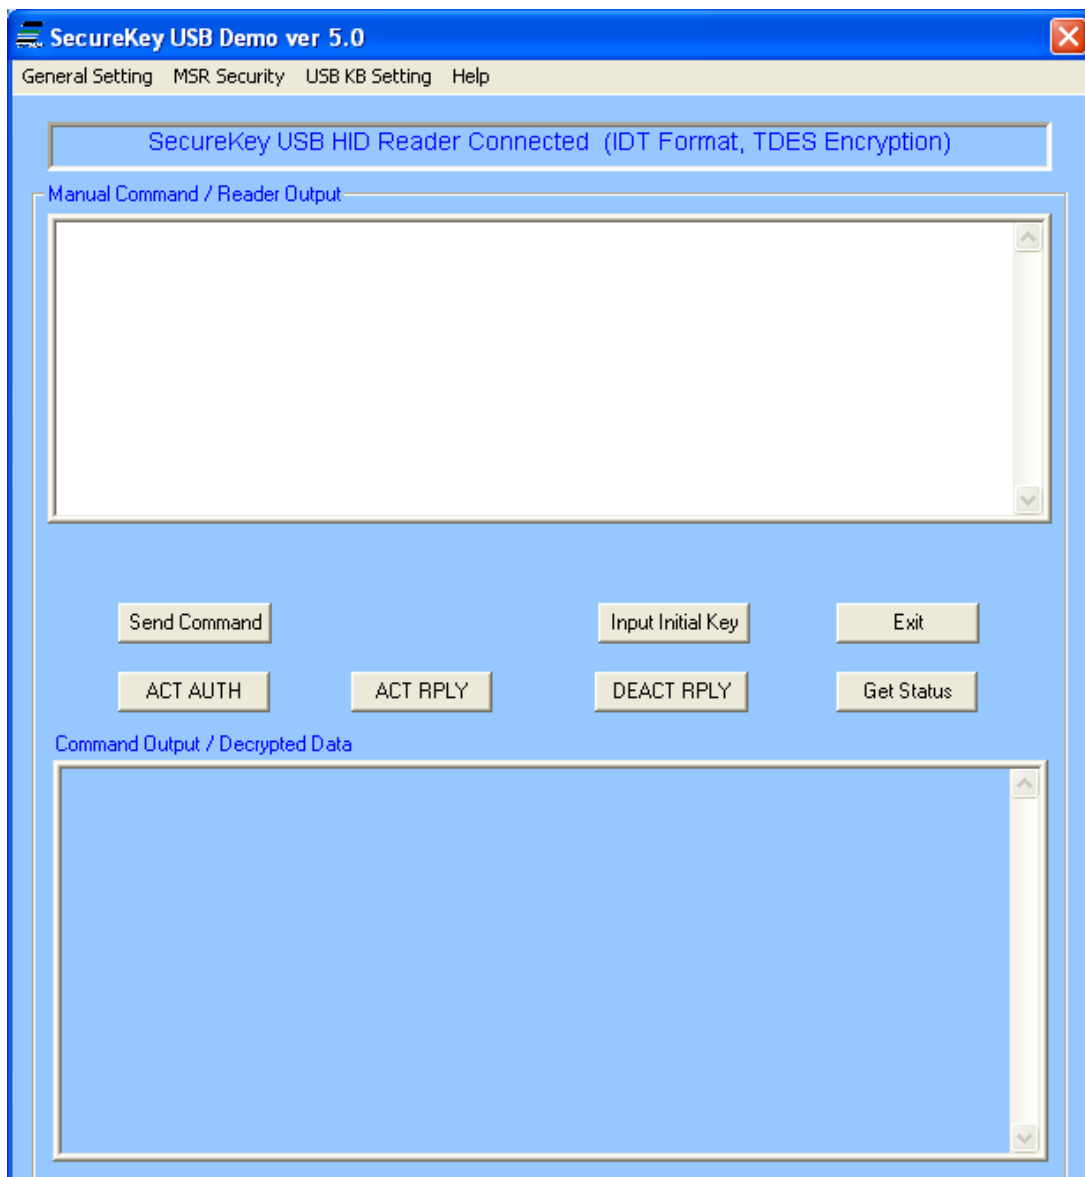 SecureKey USB Demo ver 5.0
General Setting MSR Security USB KB Setting Help
SecureKey USB HID Reader Connected (IDT Format, TDES Encryption)
Manual Command / Reader Output
Send Command Input Initial Key Exit
ACT AUTH ACT RPLY DEACT RPLY Get Status
Command Output / Decrypted Data